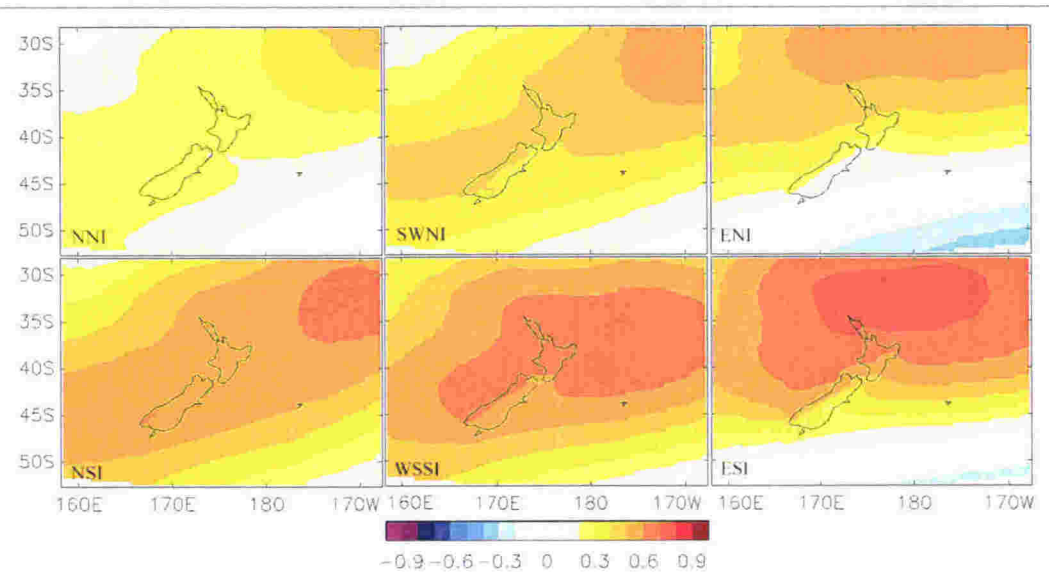 30S
35S
40S
45S
50S
NNI
SWNI
ENI
30S
35S
40S
45S
50S
NSI
WSSI
ESI
160E 170E 180 170W 160E 170E 180 170W 160E 170E 180 170W
-0.9 -0.6 -0.3 0 0.3 0.6 0.9